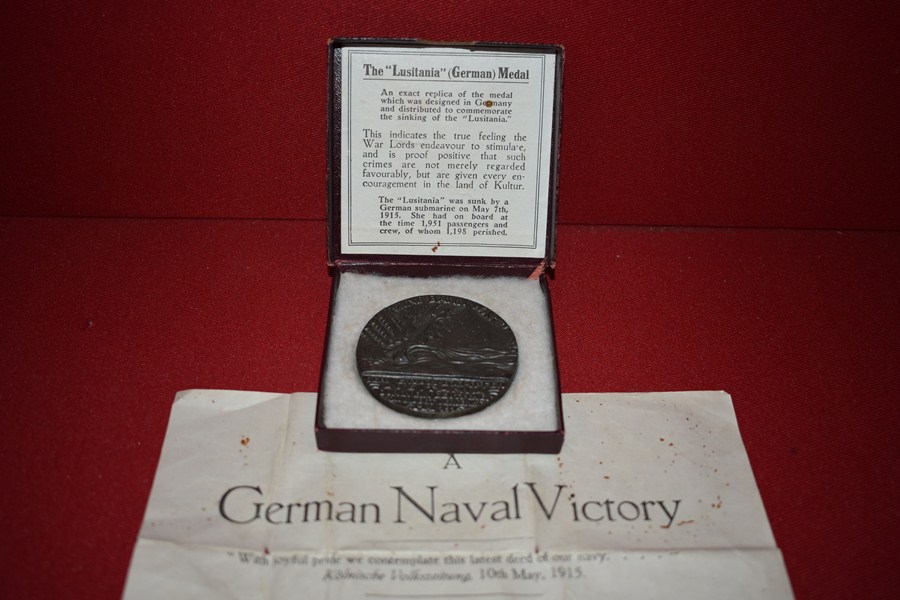 The "Lusitania" (German) Medal
An exact replica of the medal
which was designed in Germany
and distributed to commemorate
the sinking of the "Lusitania."
This indicates the true feeling the
War Lords endeavour to stimulate,
and is proof positive that such
crimes are not merely regarded
favourably, but are given every en-
couragement in the land of Kultur.
The "Lusitania" was sunk by a
German submarine on May 7th,
1915. She had on board at
the time 1,951 passengers and
crew, of whom 1,198 perished.
A
German Naval Victory
"With joyful pride we contemplate this latest deed of our navy. . . . . ."
Kölnische Volkszeitung, 10th May, 1915.